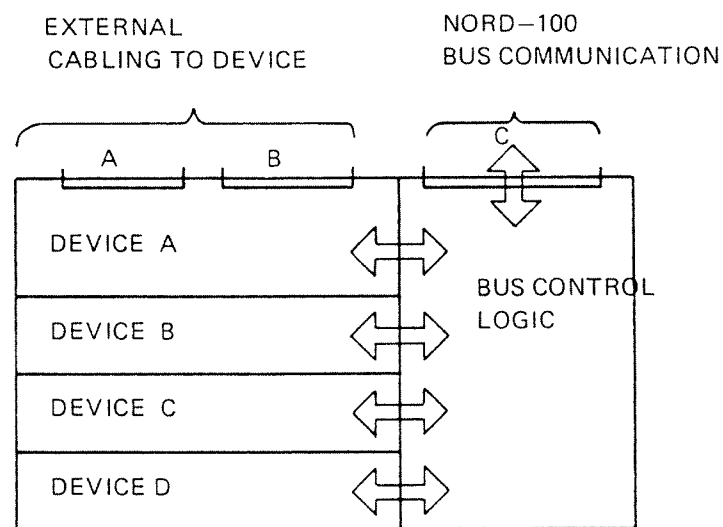 EXTERNAL
CABLING TO DEVICE
NORD–100
BUS COMMUNICATION
A
B
C
DEVICE A
DEVICE B
DEVICE C
DEVICE D
BUS CONTROL
LOGIC